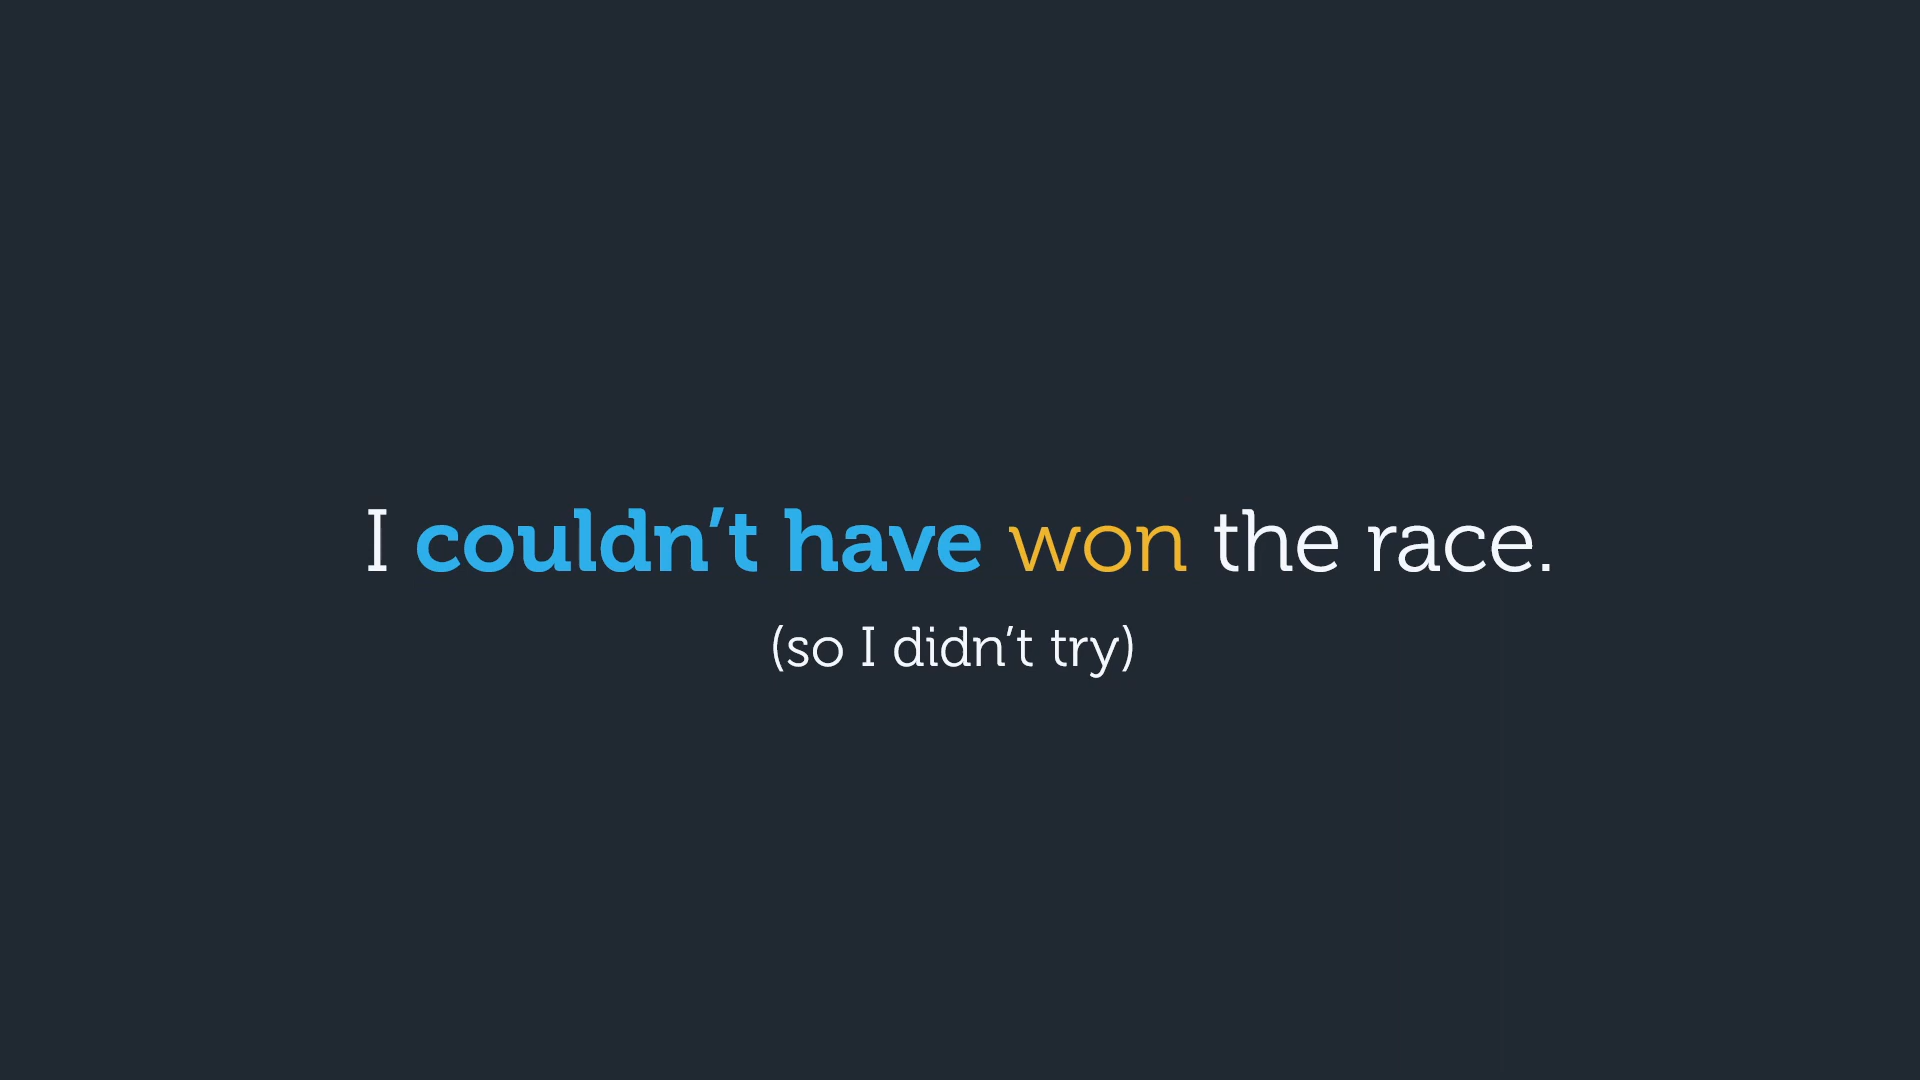 I couldn’t have won the race.
(so I didn’t try)